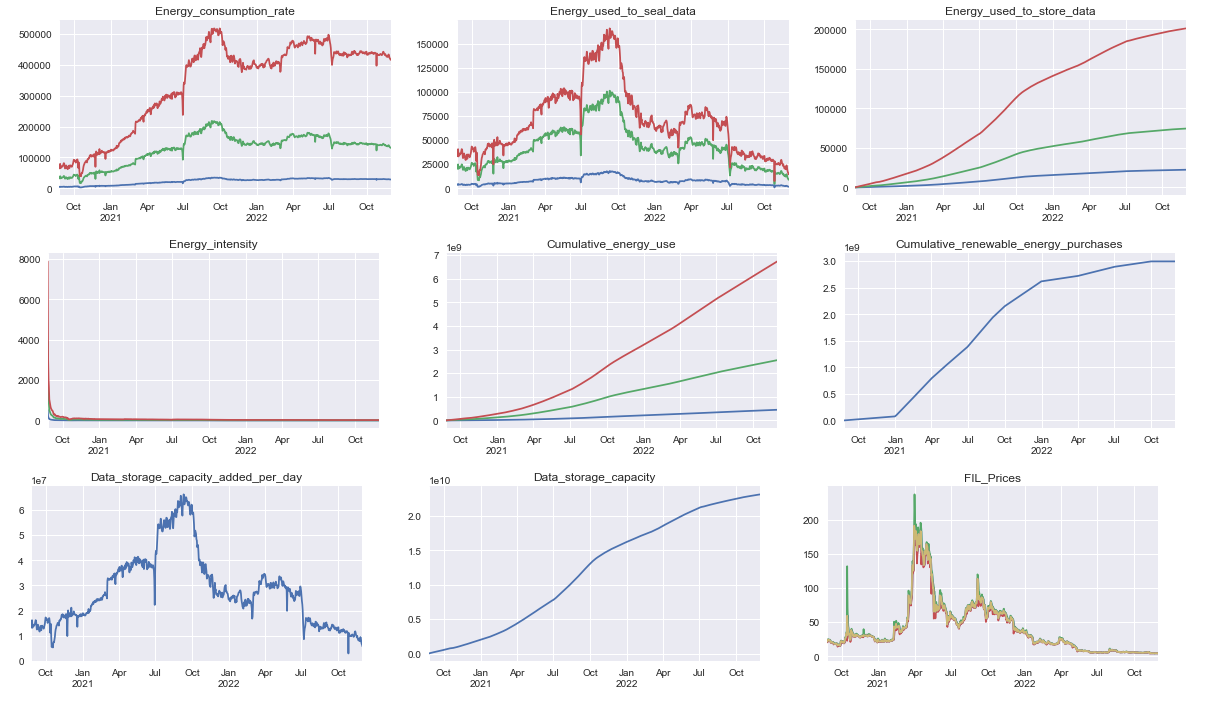 Energy_consumption_rate
500000
400000
300000
200000
100000
0
Oct Jan Apr Jul Oct Jan Apr Jul Oct
2021 2022
Energy_used_to_seal_data
150000
125000
100000
75000
50000
25000
0
Oct Jan Apr Jul Oct Jan Apr Jul Oct
2021 2022
Energy_used_to_store_data
200000
150000
100000
50000
0
Oct Jan Apr Jul Oct Jan Apr Jul Oct
2021 2022
Energy_intensity
8000
6000
4000
2000
0
Oct Jan Apr Jul Oct Jan Apr Jul Oct
2021 2022
Cumulative_energy_use
1e9
7
6
5
4
3
2
1
0
Oct Jan Apr Jul Oct Jan Apr Jul Oct
2021 2022
Cumulative_renewable_energy_purchases
1e9
3.0
2.5
2.0
1.5
1.0
0.5
0.0
Oct Jan Apr Jul Oct Jan Apr Jul Oct
2021 2022
Data_storage_capacity_added_per_day
1e7
6
5
4
3
2
1
0
Oct Jan Apr Jul Oct Jan Apr Jul Oct
2021 2022
Data_storage_capacity
1e10
2.0
1.5
1.0
0.5
0.0
Oct Jan Apr Jul Oct Jan Apr Jul Oct
2021 2022
FIL_Prices
200
150
100
50
0
Oct Jan Apr Jul Oct Jan Apr Jul Oct
2021 2022